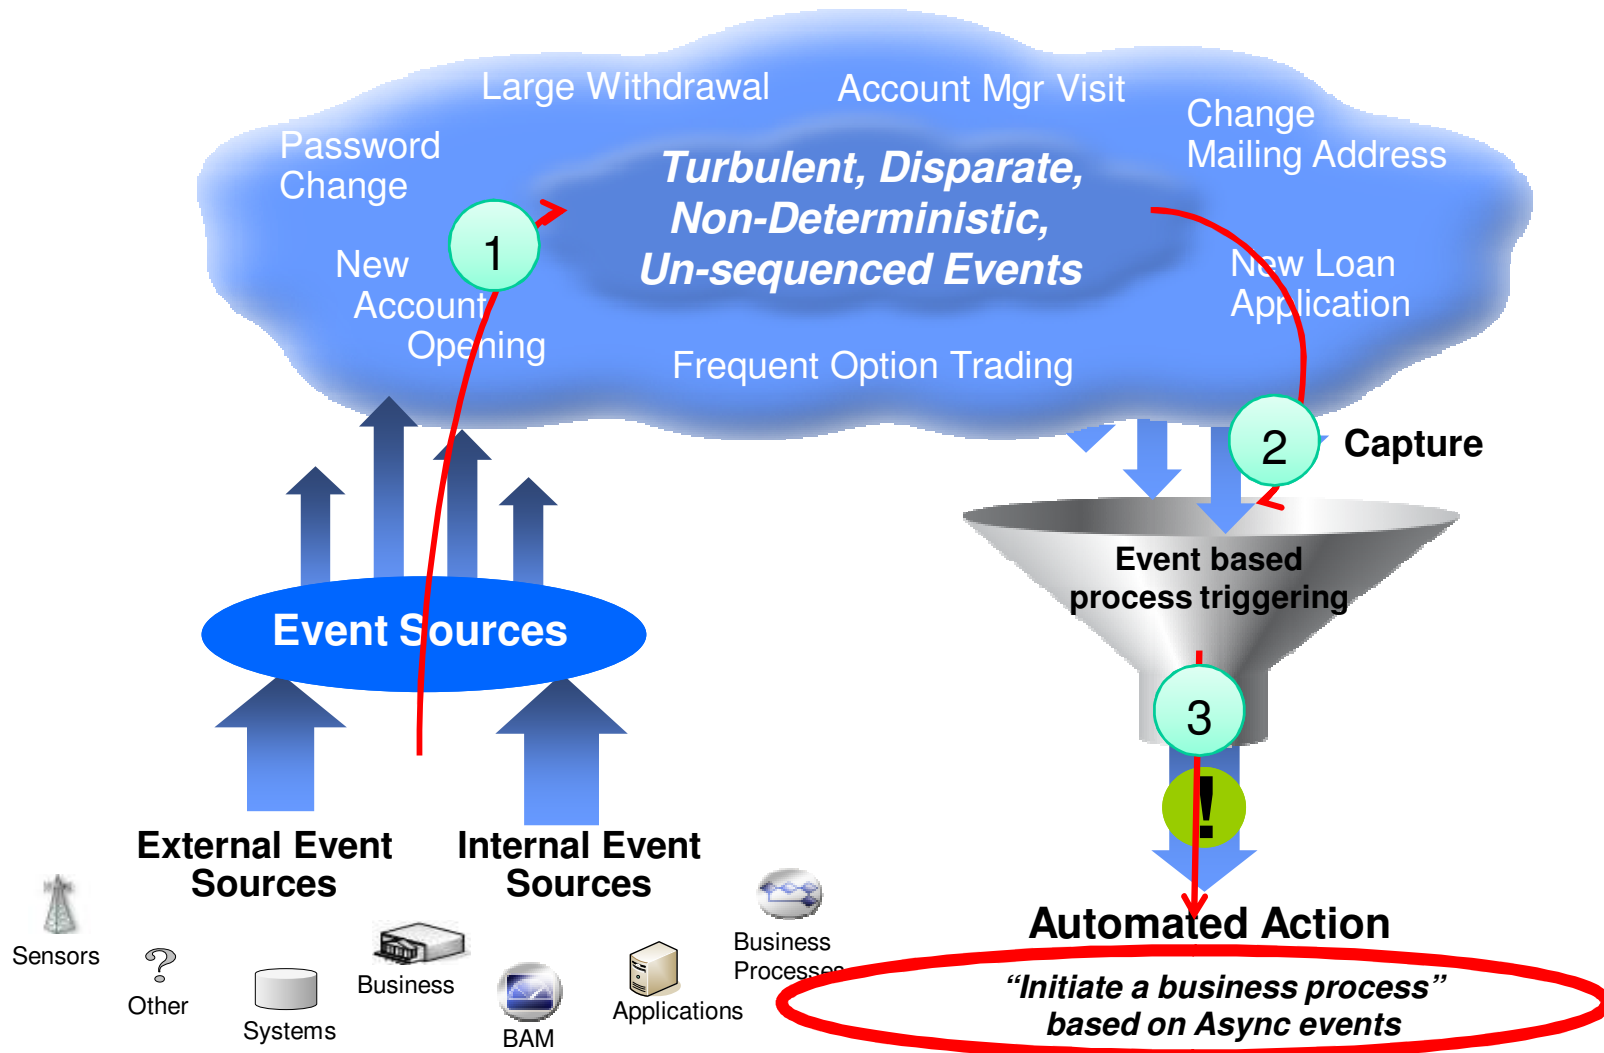 Large Withdrawal
Account Mgr Visit
Change
Mailing Address
Password
Change
Turbulent, Disparate,
Non-Deterministic,
Un-sequenced Events
1
New
Account
Opening
New Loan
Application
Frequent Option Trading
2
Capture
Event based
process triggering
Event Sources
3
!
External Event
Sources
Internal Event
Sources
Sensors
?
Other
Systems
Business
BAM
Applications
Business
Processes
Automated Action
“Initiate a business process”
based on Async events